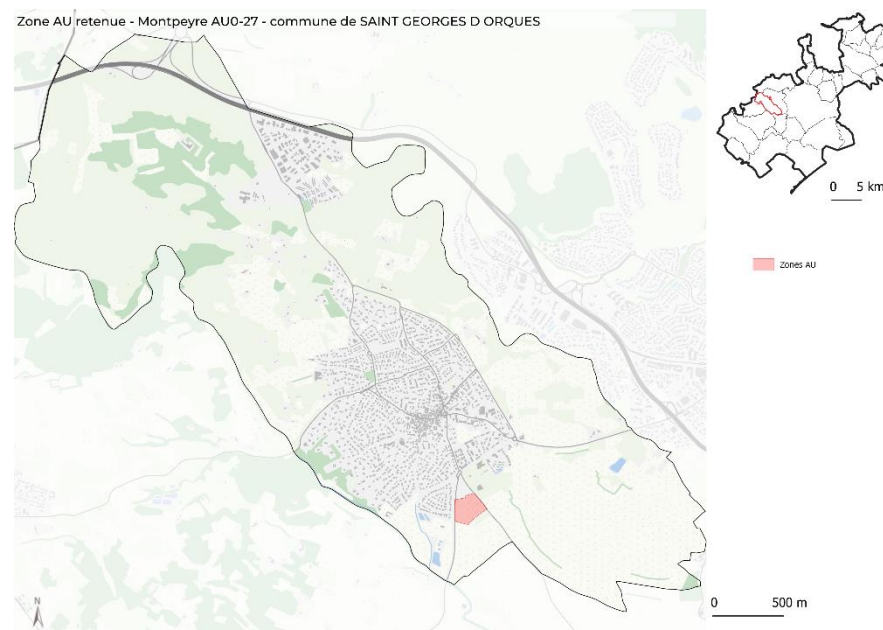 Zone AU retenue - Montpeyre AU0-27 - commune de SAINT GEORGES D ORQUES
0 5 km
Zones AU
N
0 500 m